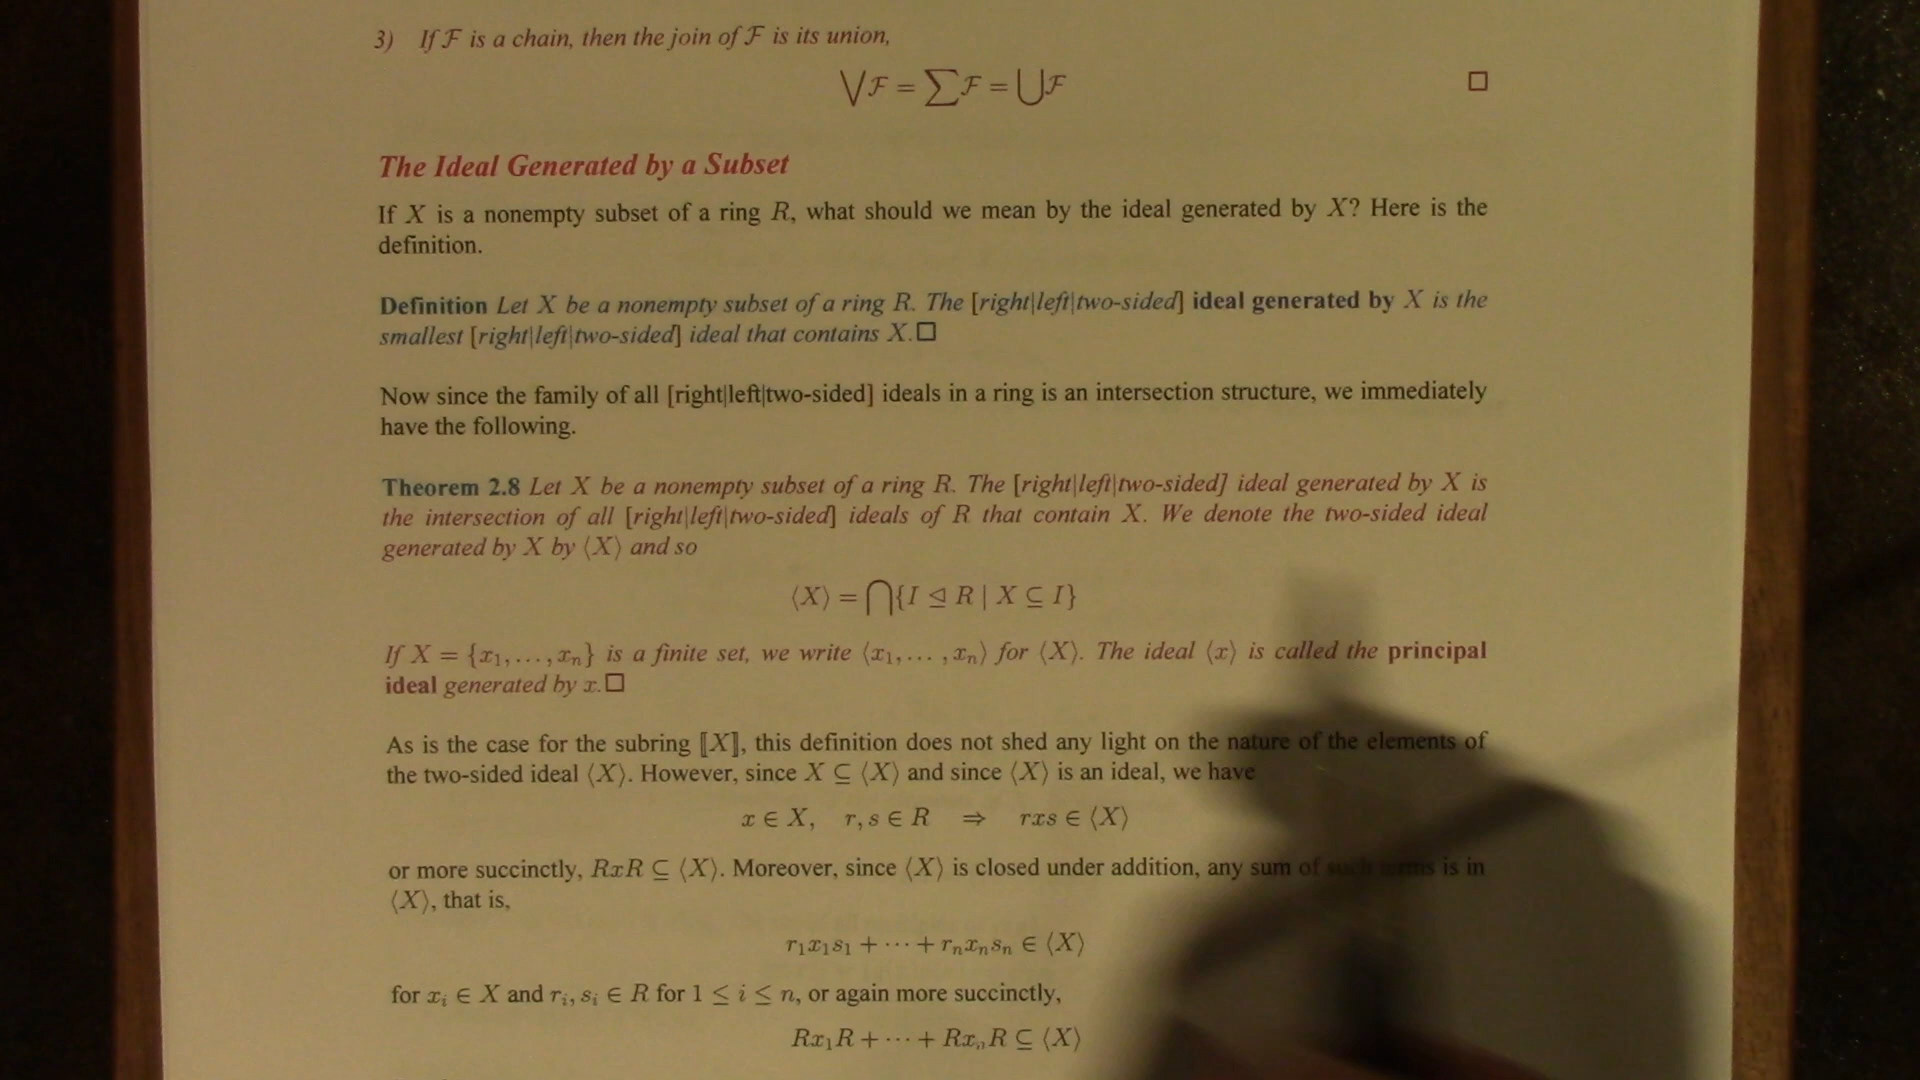 3) If ℱ is a chain, then the join of ℱ is its union,
⋁ℱ = ∑ℱ = ⋃ℱ □
The Ideal Generated by a Subset
If X is a nonempty subset of a ring R, what should we mean by the ideal generated by X? Here is the
definition.
Definition Let X be a nonempty subset of a ring R. The [right|left|two-sided] ideal generated by X is the
smallest [right|left|two-sided] ideal that contains X.□
Now since the family of all [right|left|two-sided] ideals in a ring is an intersection structure, we immediately
have the following.
Theorem 2.8 Let X be a nonempty subset of a ring R. The [right|left|two-sided] ideal generated by X is
the intersection of all [right|left|two-sided] ideals of R that contain X. We denote the two-sided ideal
generated by X by ⟨X⟩ and so
⟨X⟩ = ⋂{I ⊴ R | X ⊆ I}
If X = {x₁,…,xₙ} is a finite set, we write ⟨x₁,…,xₙ⟩ for ⟨X⟩. The ideal ⟨x⟩ is called the principal
ideal generated by x.□
As is the case for the subring ⟦X⟧, this definition does not shed any light on the nature of the elements of
the two-sided ideal ⟨X⟩. However, since X ⊆ ⟨X⟩ and since ⟨X⟩ is an ideal, we have
x ∈ X, r, s ∈ R ⇒ rxs ∈ ⟨X⟩
or more succinctly, RxR ⊆ ⟨X⟩. Moreover, since ⟨X⟩ is closed under addition, any sum of such terms is in
⟨X⟩, that is,
r₁x₁s₁ + ··· + rₙxₙsₙ ∈ ⟨X⟩
for xᵢ ∈ X and rᵢ, sᵢ ∈ R for 1 ≤ i ≤ n, or again more succinctly,
Rx₁R + ··· + RxₙR ⊆ ⟨X⟩